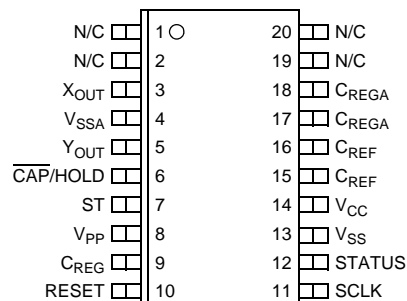 N/C 1 20 N/C
N/C 2 19 N/C
XOUT 3 18 CREGA
VSSA 4 17 CREGA
YOUT 5 16 CREF
CAP/HOLD 6 15 CREF
ST 7 14 VCC
VPP 8 13 VSS
CREG 9 12 STATUS
RESET 10 11 SCLK